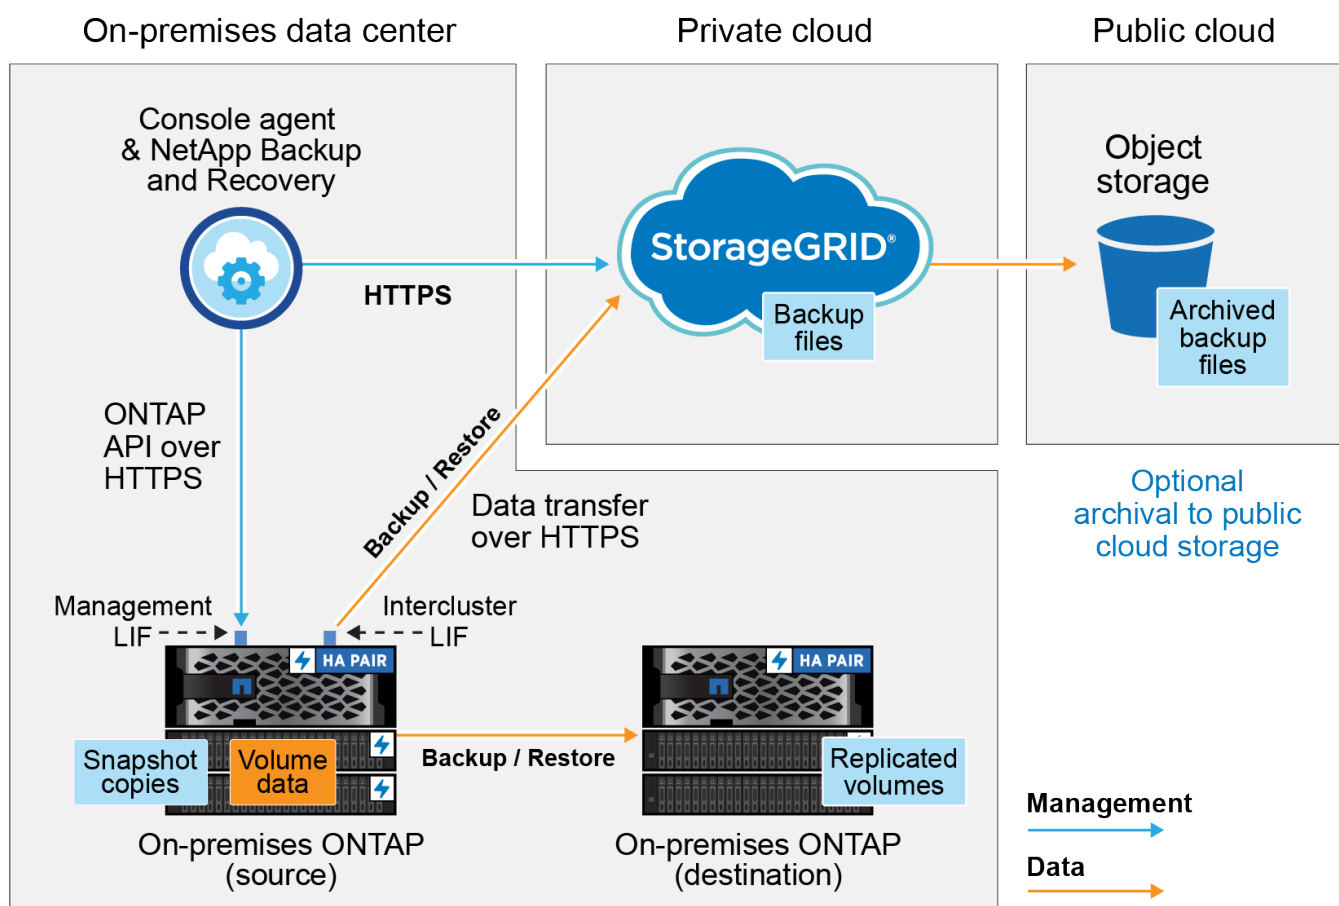 On-premises data center
Private cloud
Public cloud
Console agent
& NetApp Backup
and Recovery
HTTPS
StorageGRID®
Backup
files
Object
storage
Archived
backup
files
ONTAP
API over
HTTPS
Backup / Restore
Data transfer
over HTTPS
Optional
archival to public
cloud storage
Management
LIF
Intercluster
LIF
HA PAIR
HA PAIR
Snapshot
copies
Volume
data
Backup / Restore
Replicated
volumes
On-premises ONTAP
(source)
On-premises ONTAP
(destination)
Management
Data